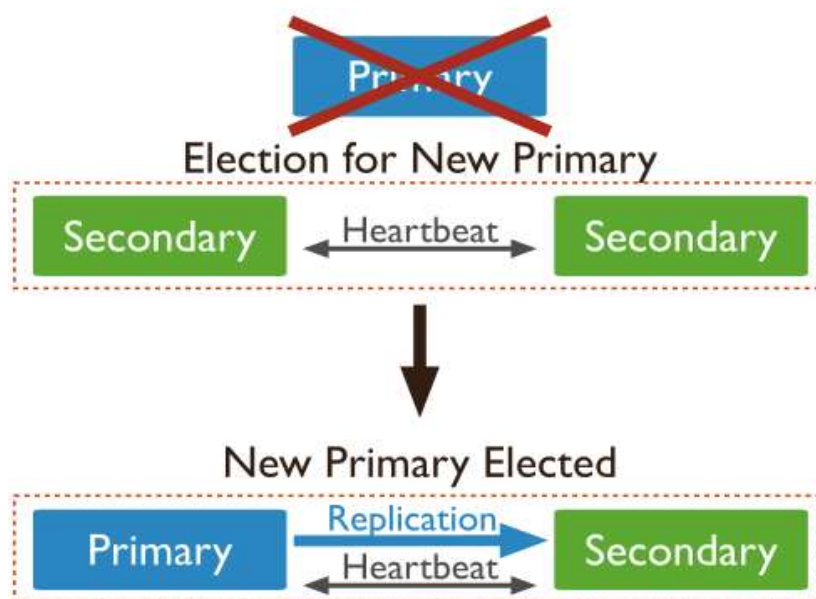 Primary
Election for New Primary
Secondary Heartbeat Secondary
New Primary Elected
Replication
Primary Secondary
Heartbeat